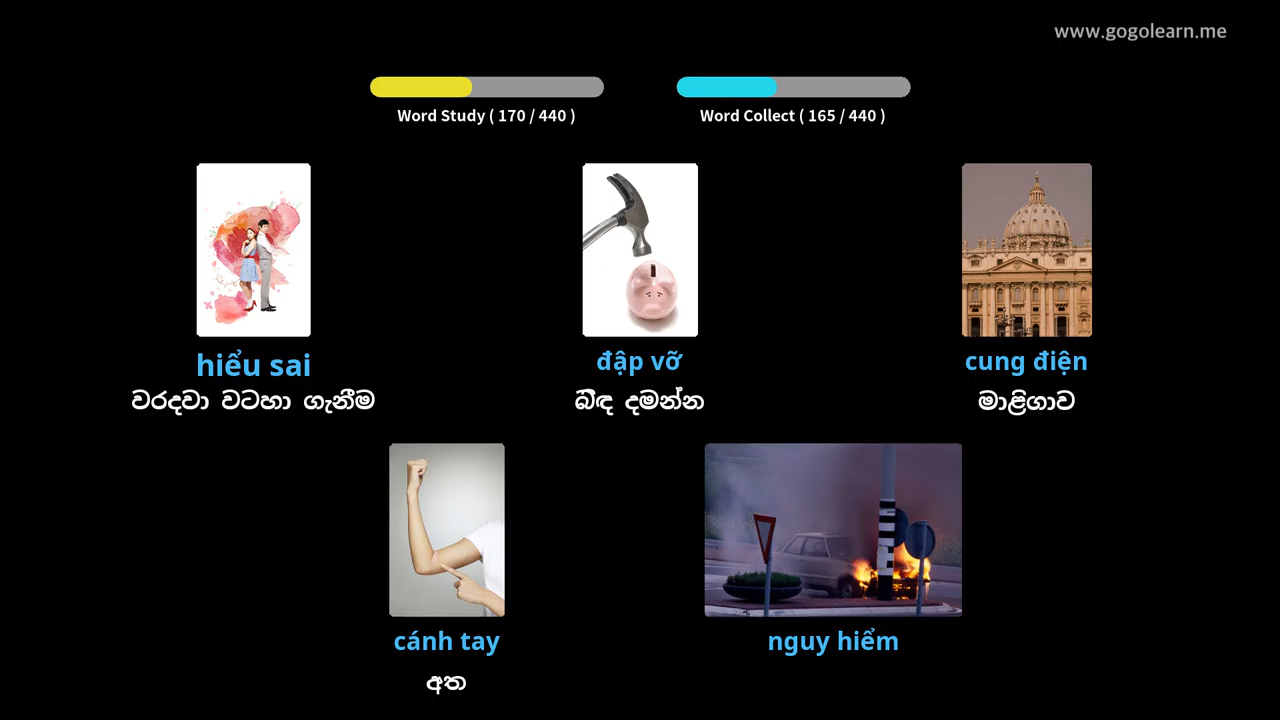 www.gogolearn.me
Word Study ( 170 / 440 )
Word Collect ( 165 / 440 )
hiểu sai
වරදවා වටහා ගැනීම
đập vỡ
බිඳ දමන්න
cung điện
මාළිගාව
cánh tay
අත
nguy hiểm